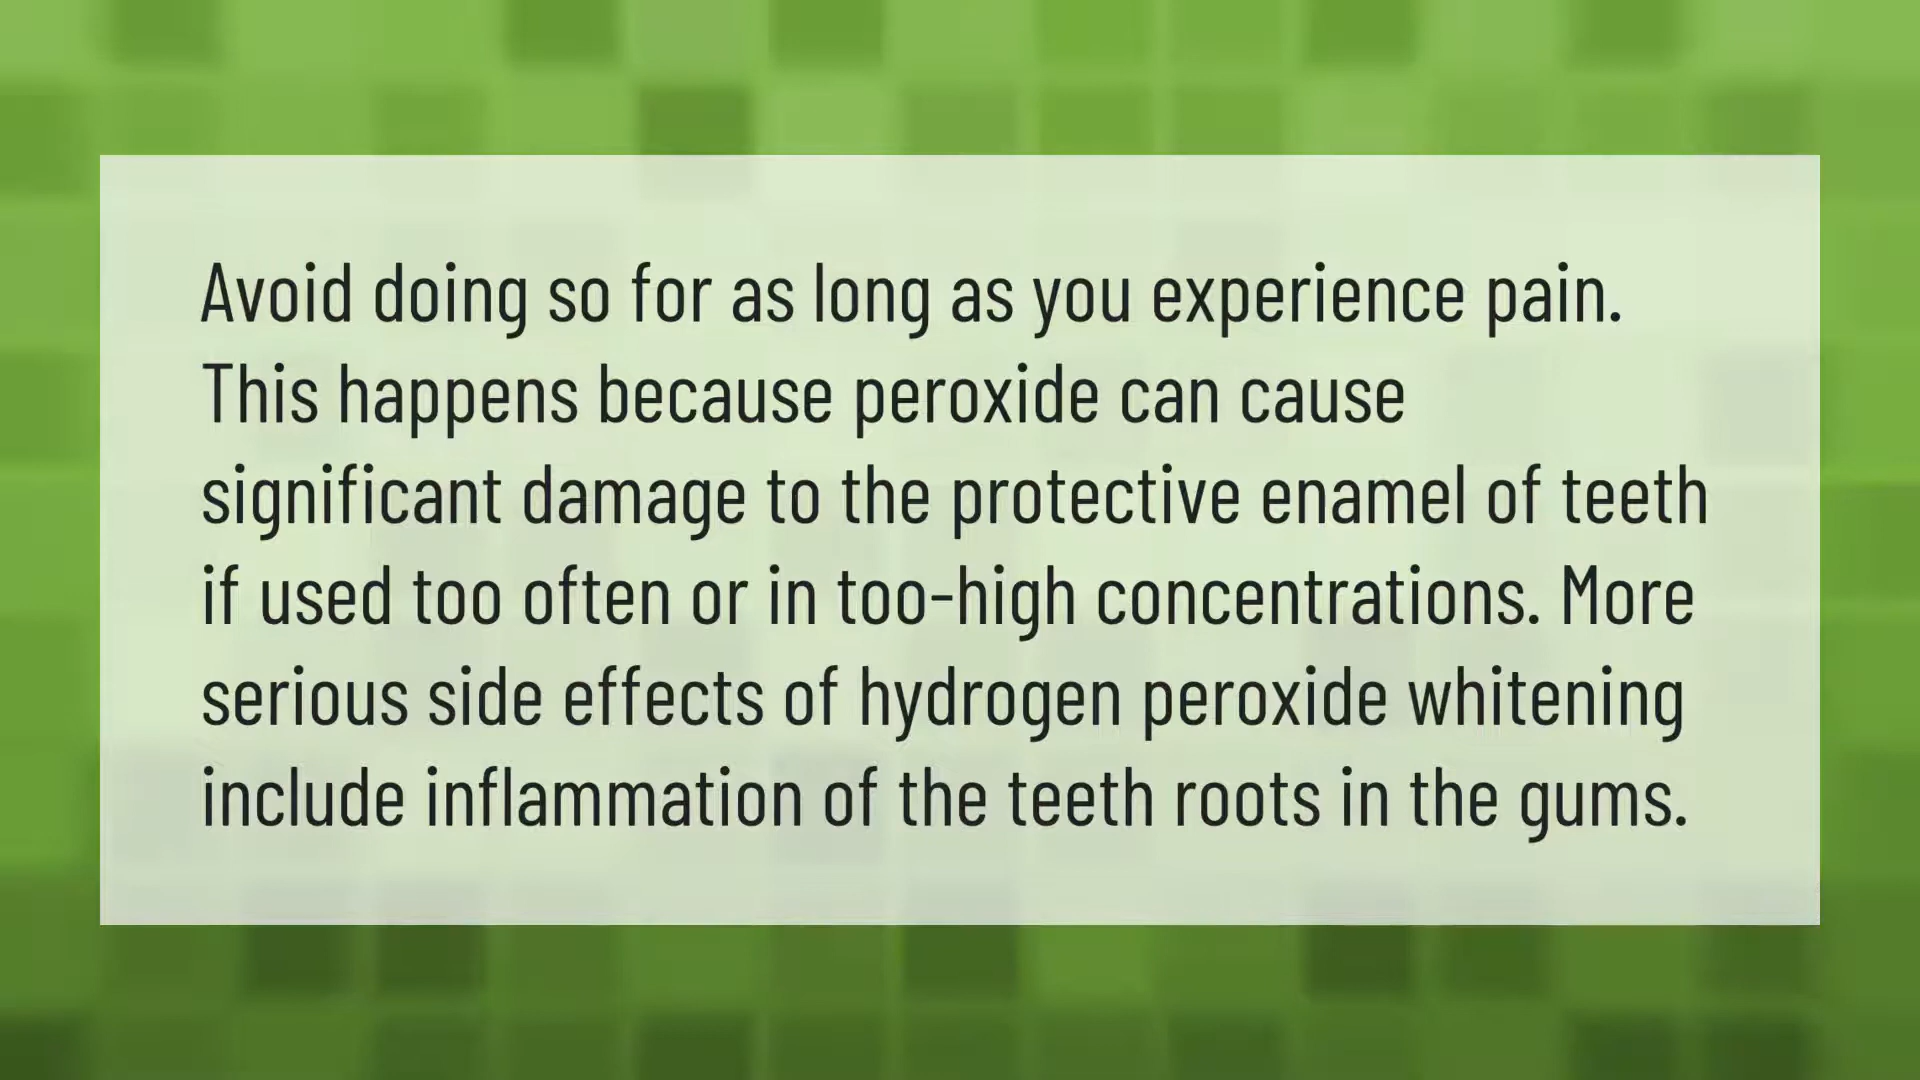 Avoid doing so for as long as you experience pain.
This happens because peroxide can cause
significant damage to the protective enamel of teeth
if used too often or in too-high concentrations. More
serious side effects of hydrogen peroxide whitening
include inflammation of the teeth roots in the gums.